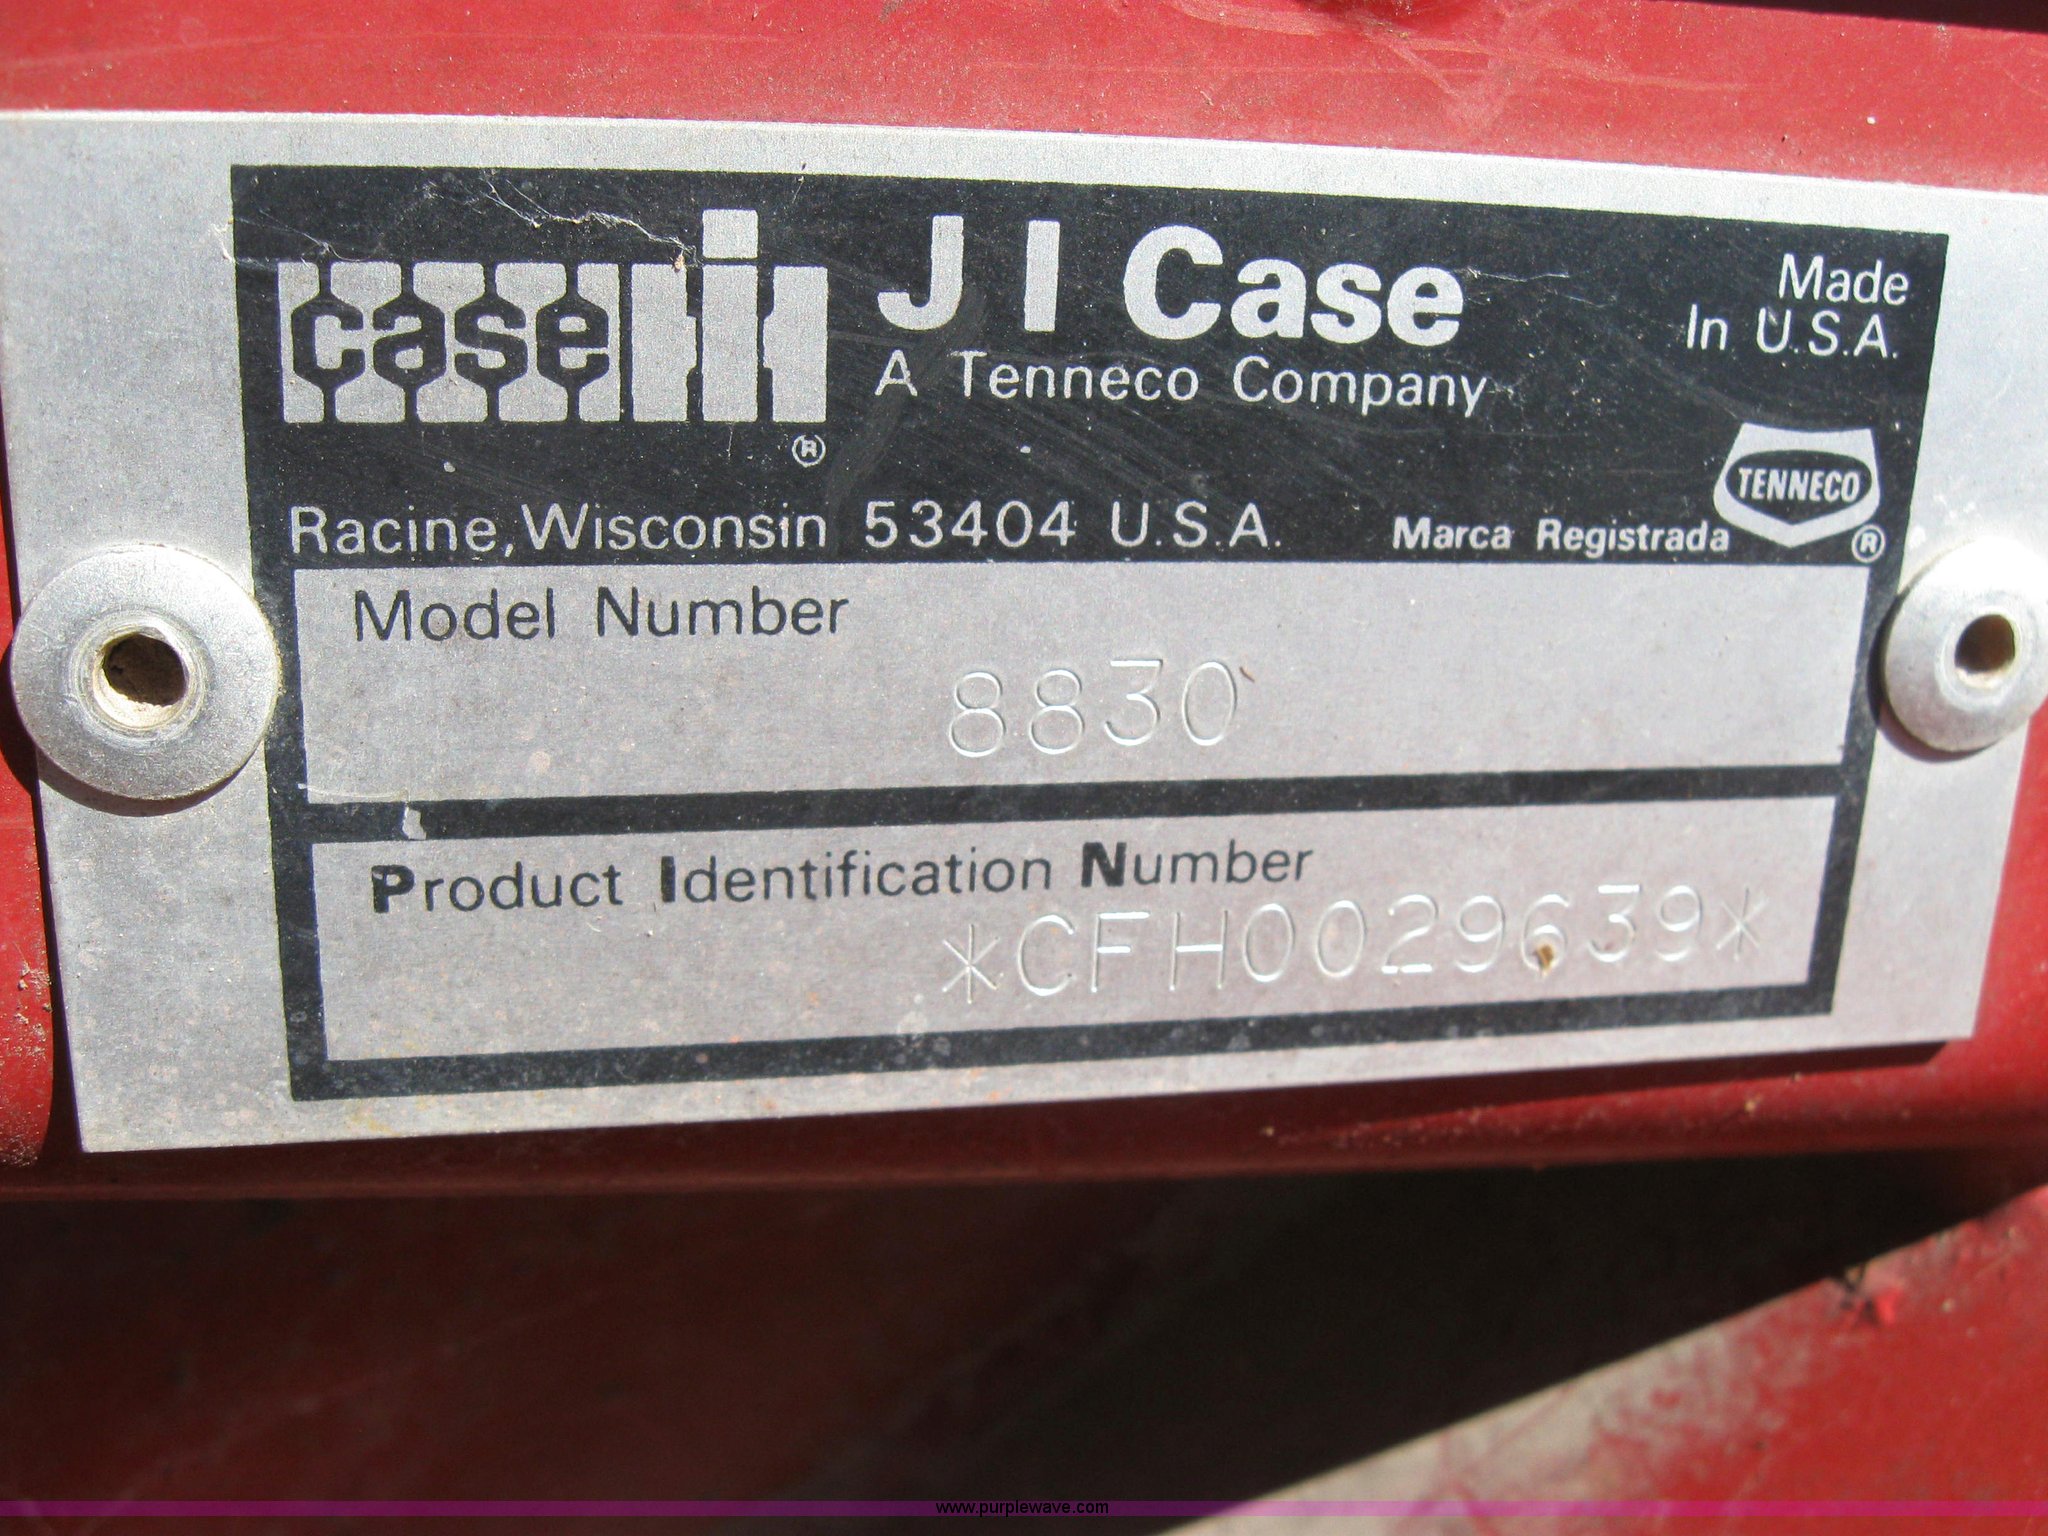 case ih ®
J I Case
A Tenneco Company
Made
In U.S.A.
TENNECO
Racine, Wisconsin 53404 U.S.A.
Marca Registrada ®
Model Number
8830
Product Identification Number
*CFH0029639*
www.purplewave.com